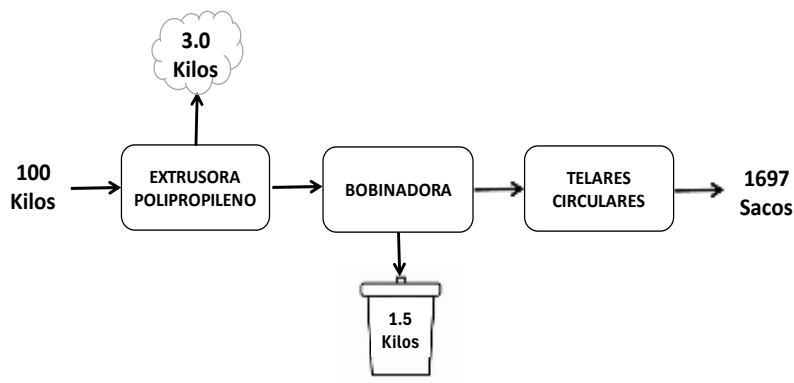 3.0
Kilos
100
Kilos
EXTRUSORA
POLIPROPILENO
BOBINADORA
TELARES
CIRCULARES
1697
Sacos
1.5
Kilos